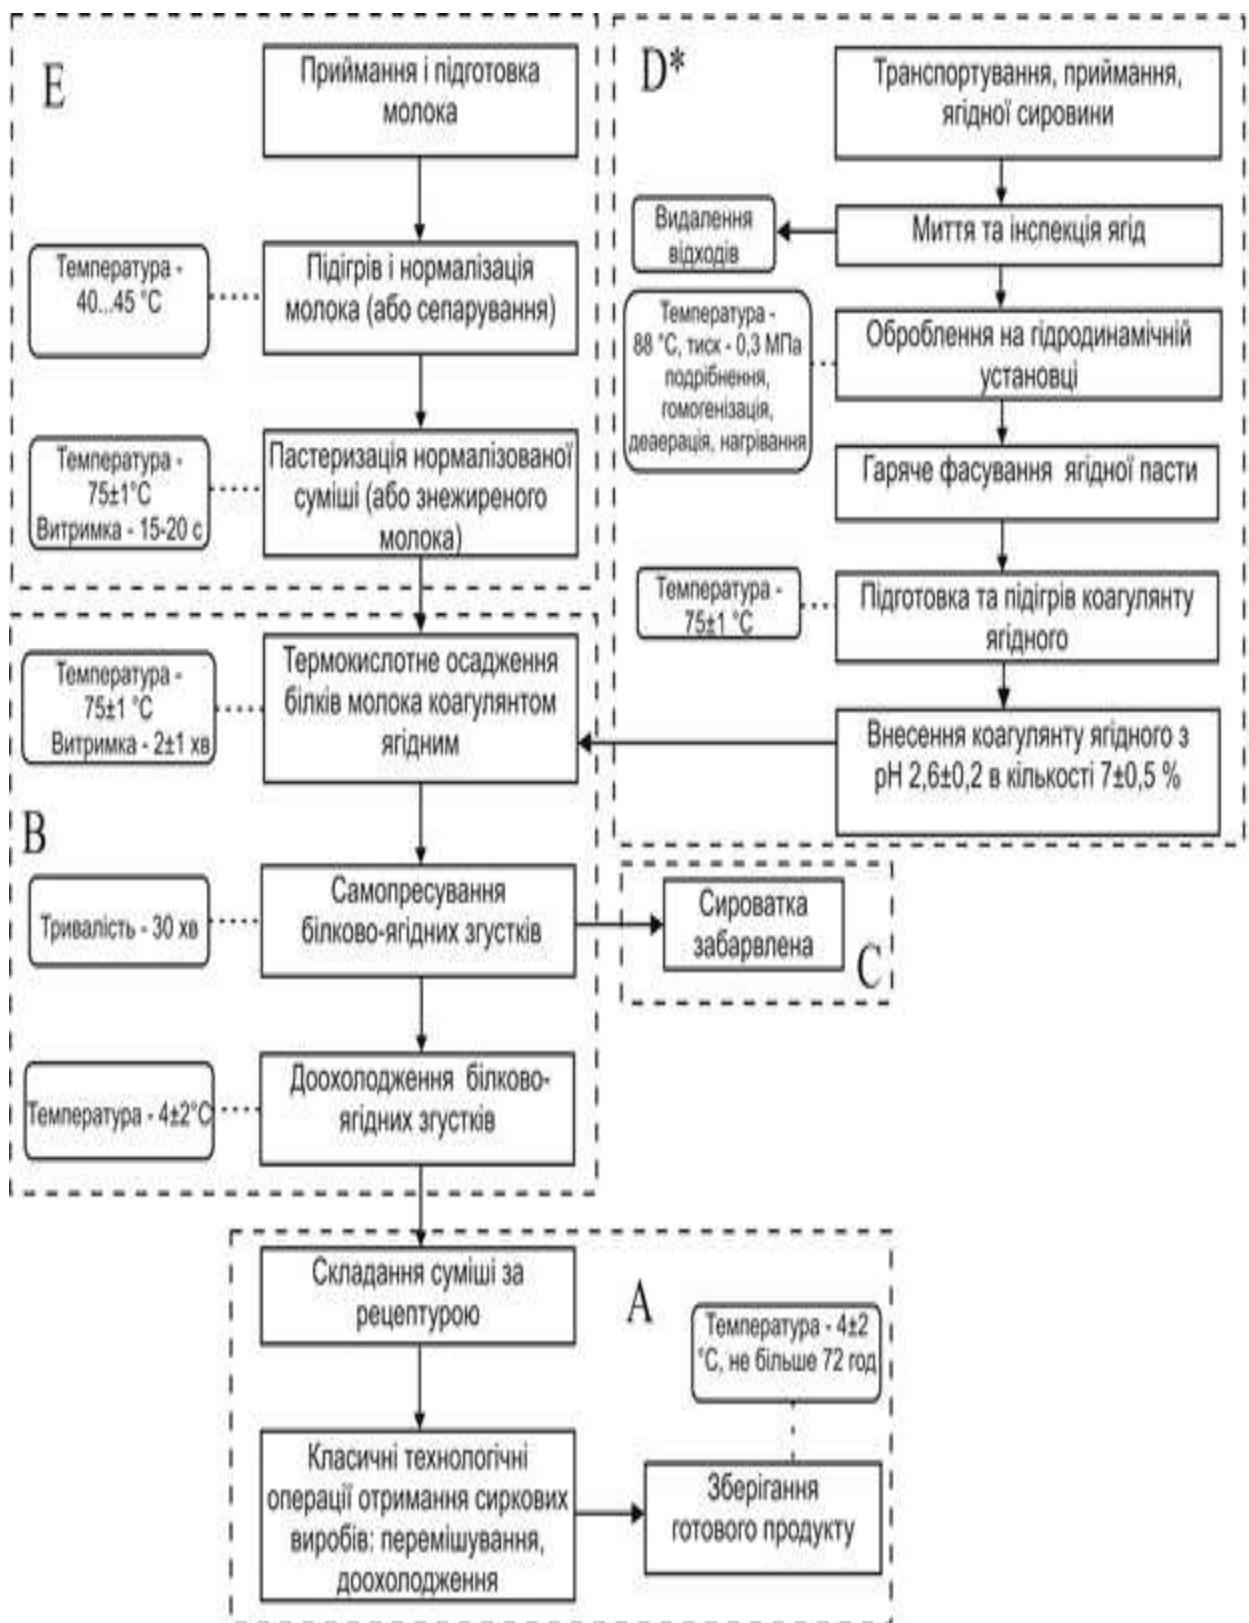 E
Приймання і підготовка
молока
Температура -
40...45 °C
Підігрів і нормалізація
молока (або сепарування)
Температура -
75±1°C
Витримка - 15-20 с
Пастеризація нормалізованої
суміші (або знежиреного
молока)
D*
Транспортування, приймання,
ягідної сировини
Видалення
відходів
Миття та інспекція ягід
Температура -
88 °C, тиск - 0,3 МПа
подрібнення,
гомогенізація,
деаерація, нагрівання
Оброблення на гідродинамічній
установці
Гаряче фасування ягідної пасти
Температура -
75±1 °C
Підготовка та підігрів коагулянту
ягідного
Внесення коагулянту ягідного з
pH 2,6±0,2 в кількості 7±0,5 %
B
Температура -
75±1 °C
Витримка - 2±1 хв
Термокислотне осадження
білків молока коагулянтом
ягідним
Тривалість - 30 хв
Самопресування
білково-ягідних згустків
Сироватка
забарвлена
C
Температура - 4±2°C
Доохолодження білково-
ягідних згустків
A
Складання суміші за
рецептурою
Температура - 4±2
°C, не більше 72 год
Класичні технологічні
операції отримання сиркових
виробів: перемішування,
доохолодження
Зберігання
готового продукту